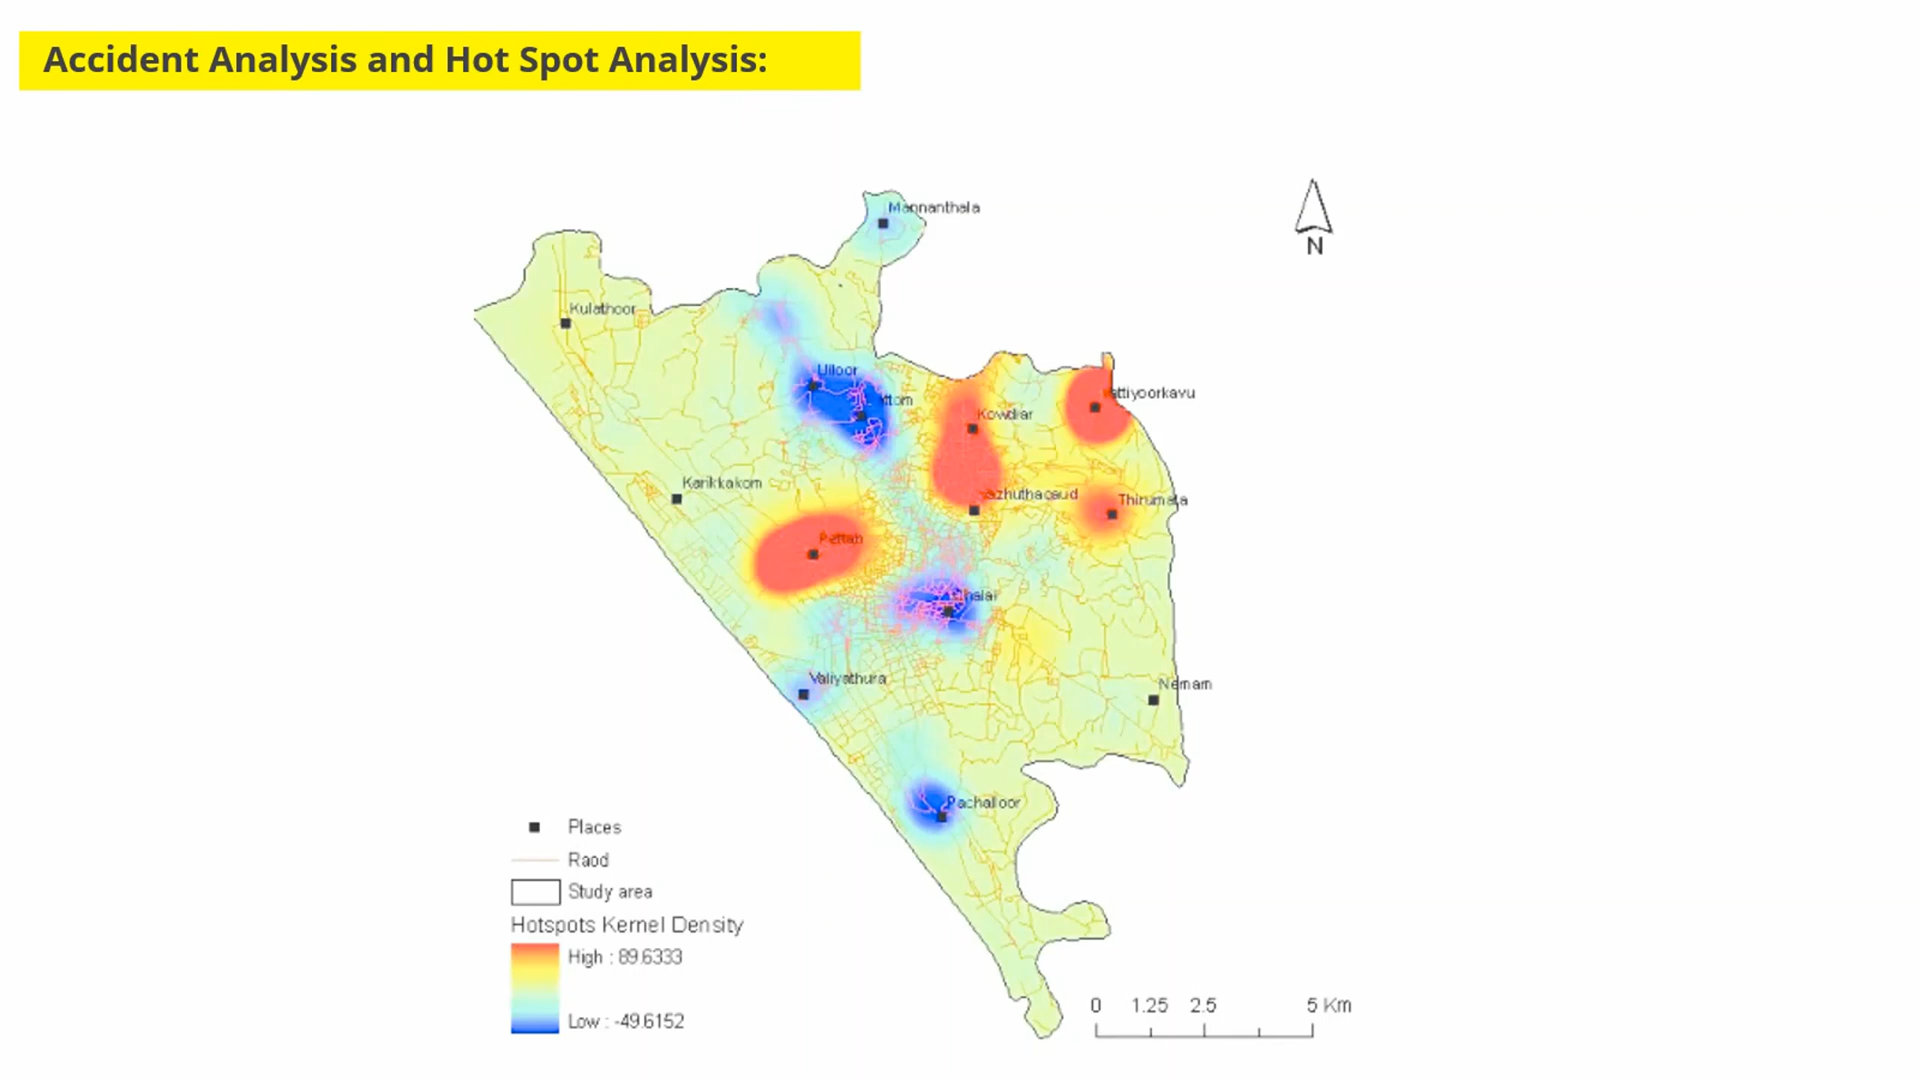 Accident Analysis and Hot Spot Analysis:
Mannanthala
N
Kulathoor
Ulloor
Kowdiar
Karikkakom
Thirumala
Pettah
Valiyathura
Nemam
Pachalloor
Places
Raod
Study area
Hotspots Kernel Density
High : 89.6333
Low : -49.6152
0 1.25 2.5 5 Km